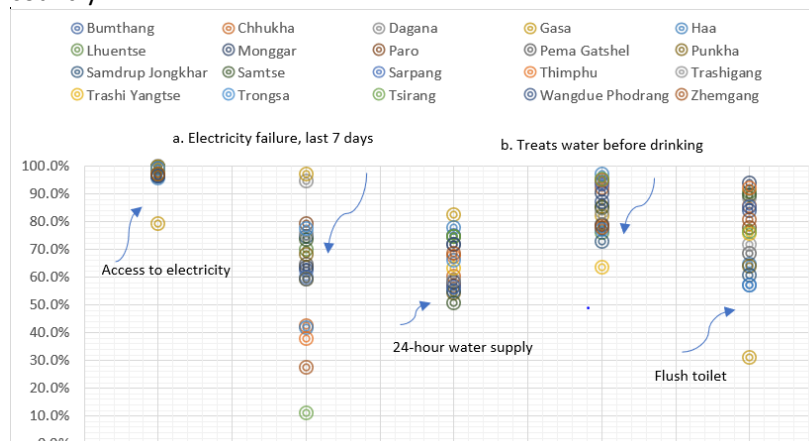 Bumthang Chhukha Dagana Gasa Haa
Lhuentse Monggar Paro Pema Gatshel Punkha
Samdrup Jongkhar Samtse Sarpang Thimphu Trashigang
Trashi Yangtse Trongsa Tsirang Wangdue Phodrang Zhemgang
a. Electricity failure, last 7 days
b. Treats water before drinking
100.0%
90.0%
80.0%
70.0%
Access to electricity
60.0%
50.0%
40.0%
24-hour water supply
30.0%
Flush toilet
20.0%
10.0%